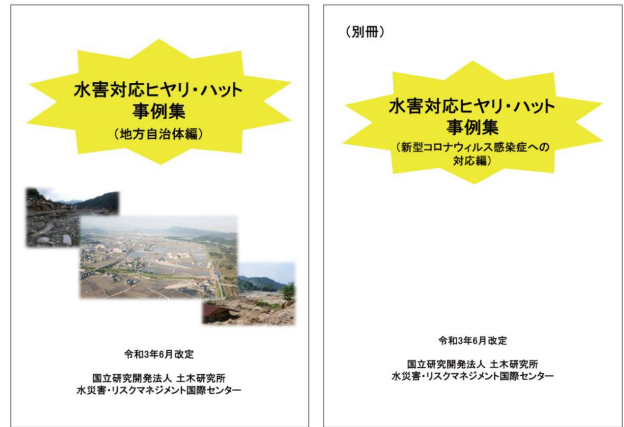 水害対応ヒヤリ・ハット
事例集
（地方自治体編）
令和3年6月改定
国立研究開発法人 土木研究所
水災害・リスクマネジメント国際センター
（別冊）
水害対応ヒヤリ・ハット
事例集
（新型コロナウィルス感染症への
対応編）
令和3年6月改定
国立研究開発法人 土木研究所
水災害・リスクマネジメント国際センター